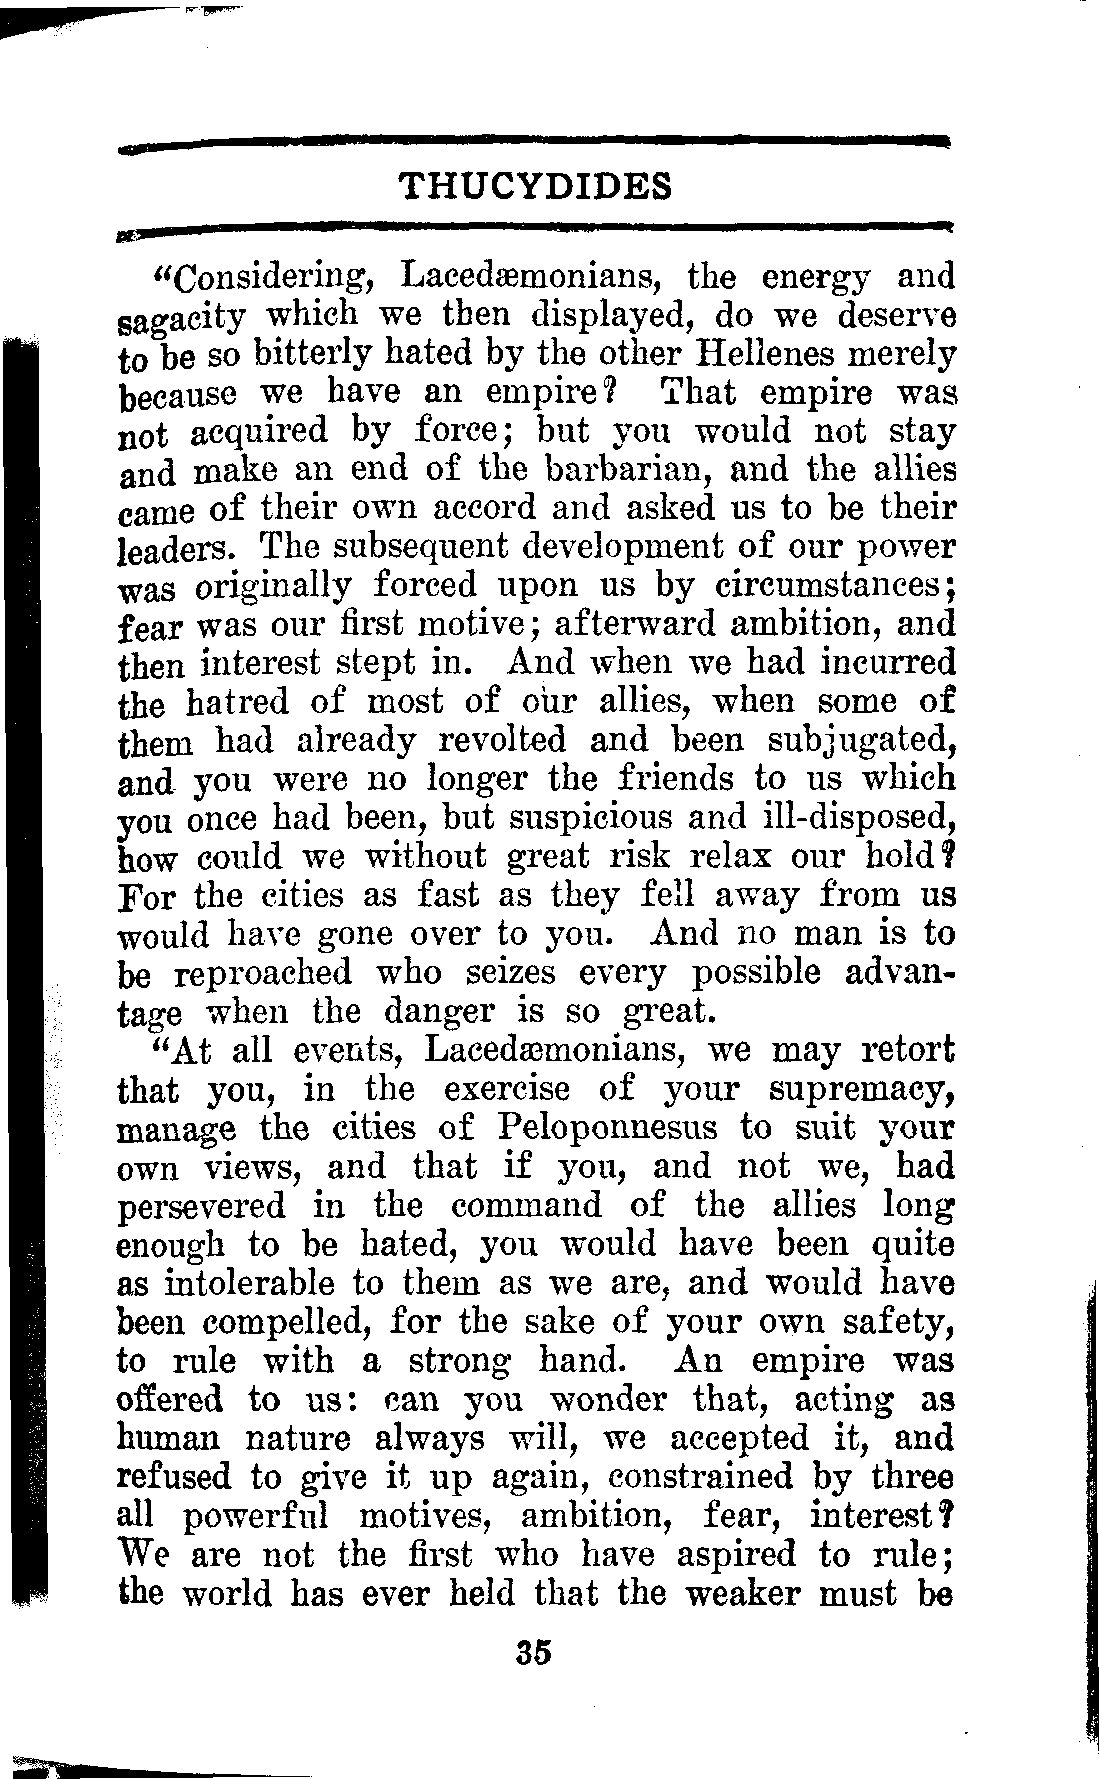 THUCYDIDES
"Considering, Lacedæmonians, the energy and
sagacity which we then displayed, do we deserve
to be so bitterly hated by the other Hellenes merely
because we have an empire? That empire was
not acquired by force; but you would not stay
and make an end of the barbarian, and the allies
came of their own accord and asked us to be their
leaders. The subsequent development of our power
was originally forced upon us by circumstances;
fear was our first motive; afterward ambition, and
then interest stept in. And when we had incurred
the hatred of most of our allies, when some of
them had already revolted and been subjugated,
and you were no longer the friends to us which
you once had been, but suspicious and ill-disposed,
how could we without great risk relax our hold?
For the cities as fast as they fell away from us
would have gone over to you. And no man is to
be reproached who seizes every possible advan-
tage when the danger is so great.
"At all events, Lacedæmonians, we may retort
that you, in the exercise of your supremacy,
manage the cities of Peloponnesus to suit your
own views, and that if you, and not we, had
persevered in the command of the allies long
enough to be hated, you would have been quite
as intolerable to them as we are, and would have
been compelled, for the sake of your own safety,
to rule with a strong hand. An empire was
offered to us: can you wonder that, acting as
human nature always will, we accepted it, and
refused to give it up again, constrained by three
all powerful motives, ambition, fear, interest?
We are not the first who have aspired to rule;
the world has ever held that the weaker must be
35